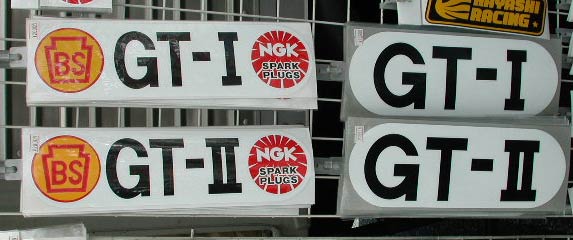 HAYASHI
RACING
BS GT-I NGK
SPARK
PLUGS
GT-I
BS GT-II NGK
SPARK
PLUGS
GT-II